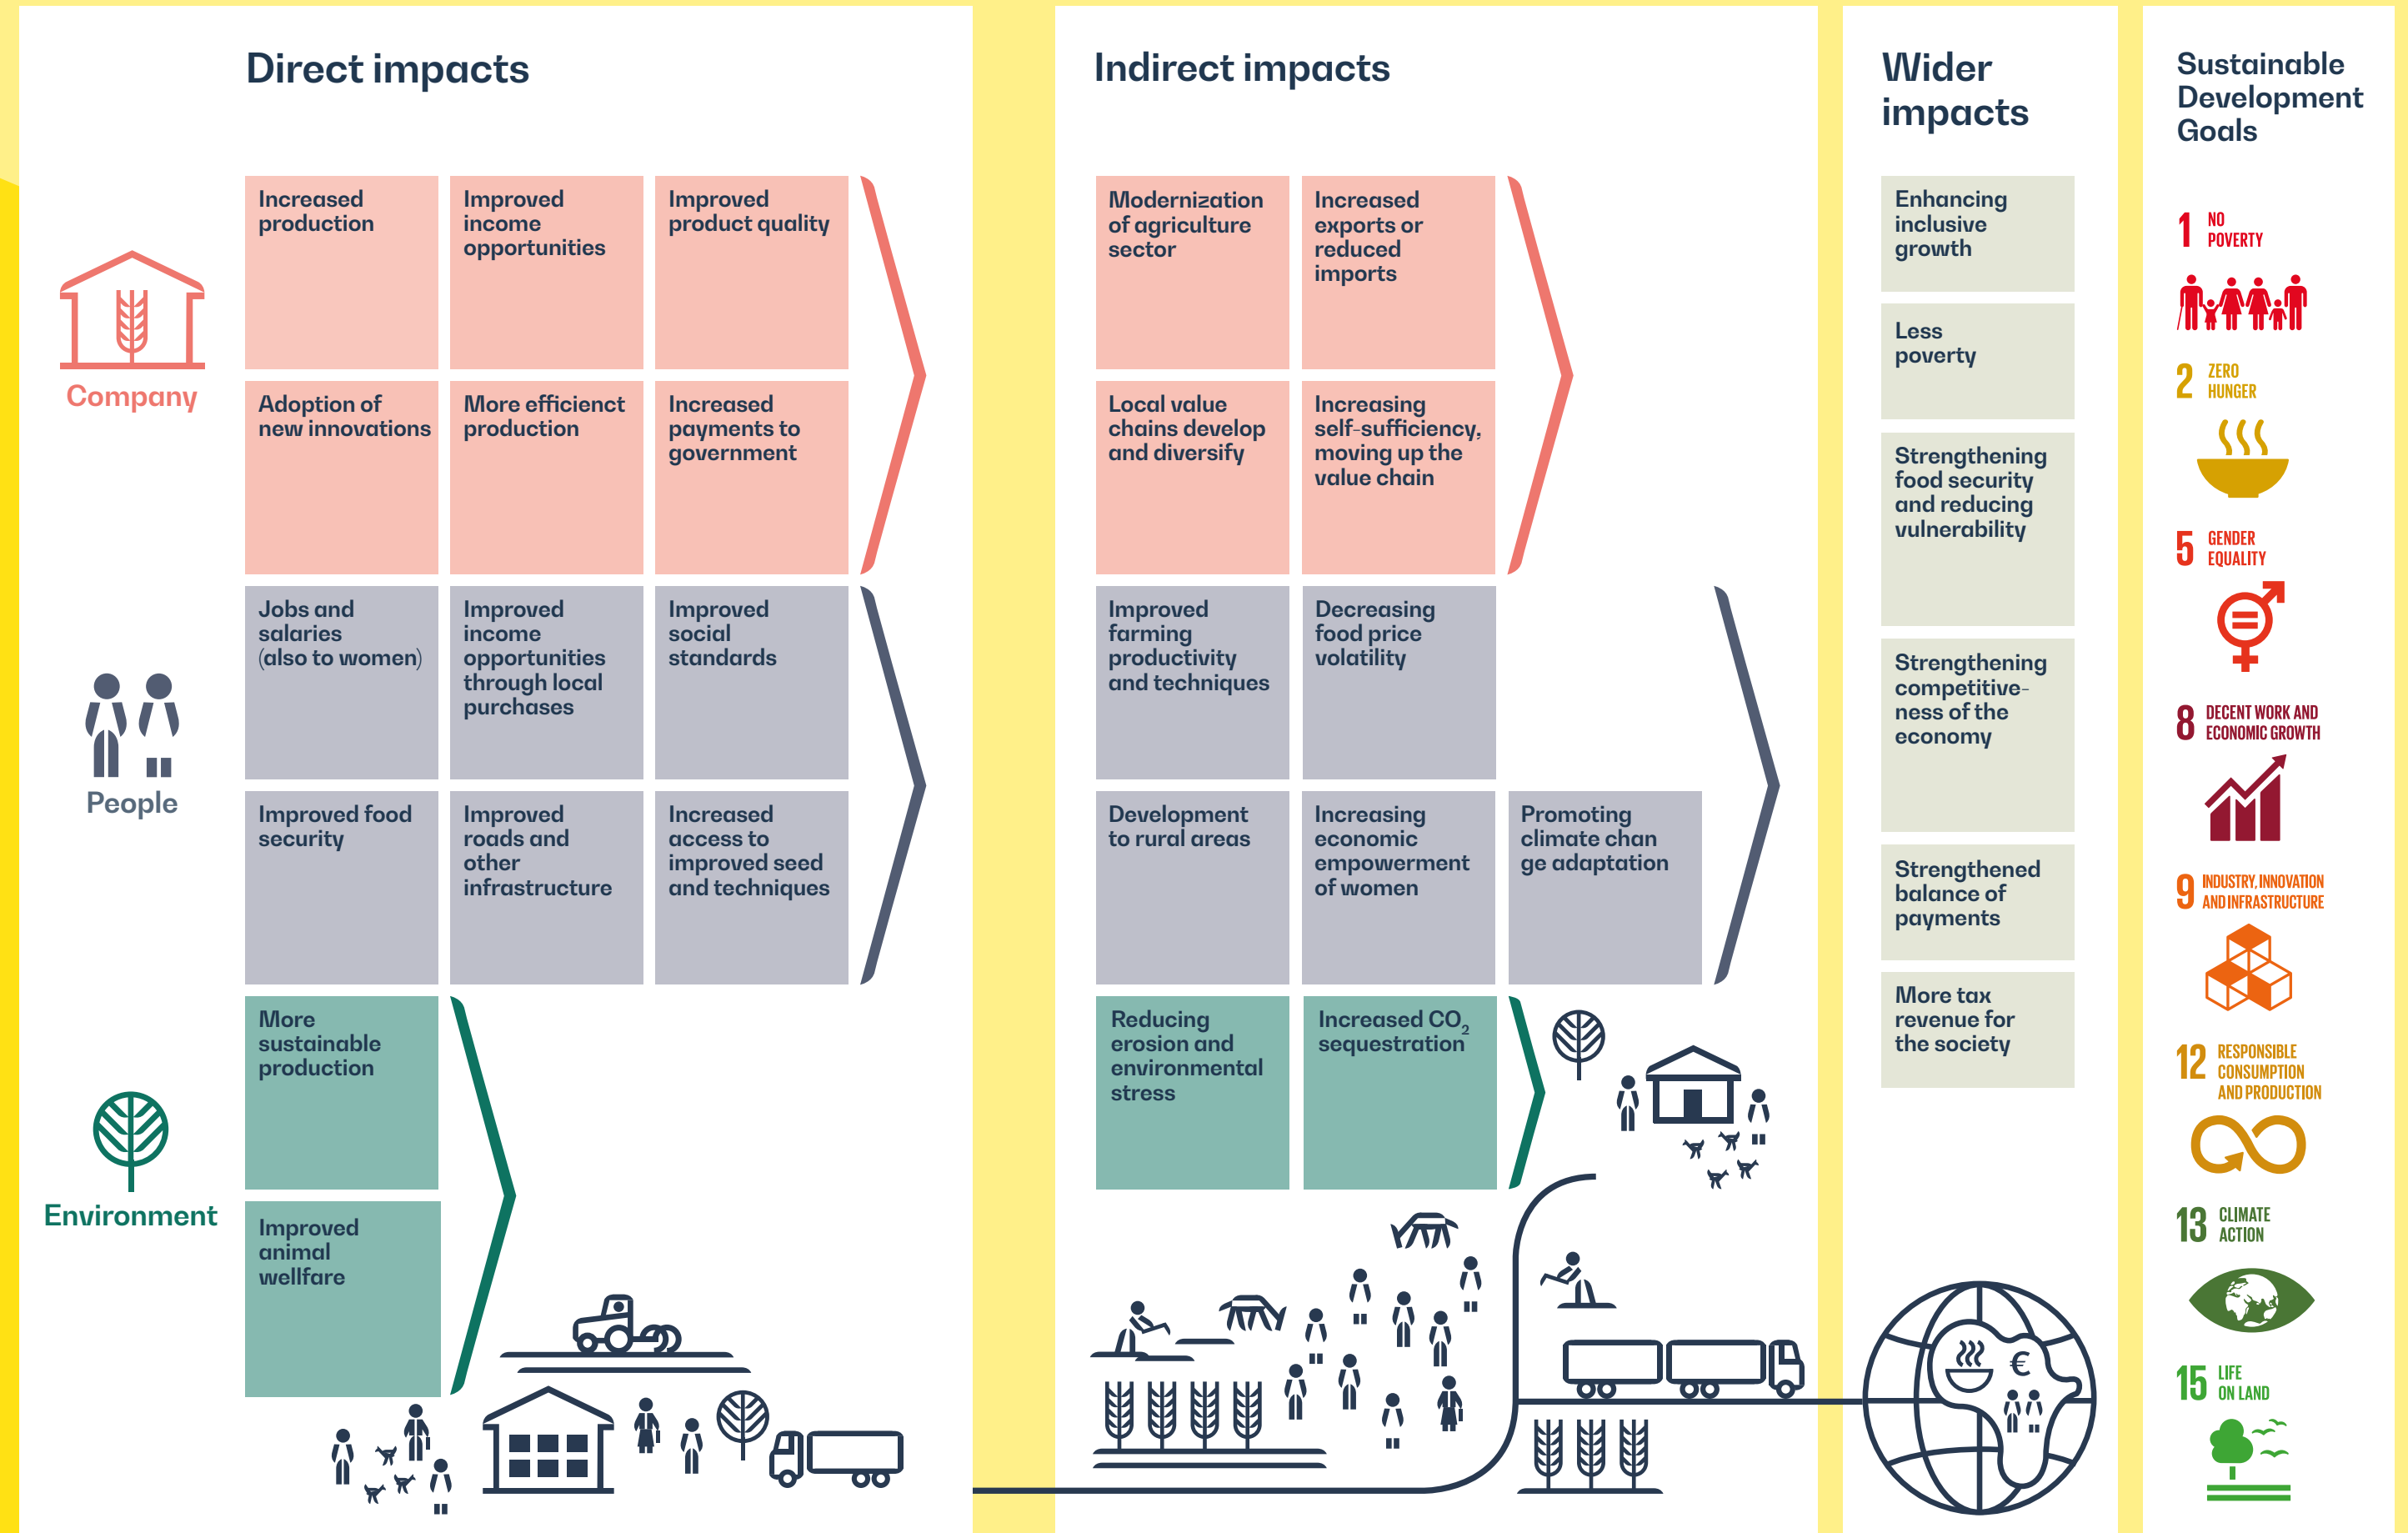 Direct impacts
Company
Increased
production
Improved
income
opportunities
Improved
product quality
Adoption of
new innovations
More efficienct
production
Increased
payments to
government
People
Jobs and
salaries
(also to women)
Improved
income
opportunities
through local
purchases
Improved
social
standards
Improved food
security
Improved
roads and
other
infrastructure
Increased
access to
improved seed
and techniques
Environment
More
sustainable
production
Improved
animal
wellfare
Indirect impacts
Modernization
of agriculture
sector
Increased
exports or
reduced
imports
Local value
chains develop
and diversify
Increasing
self-sufficiency,
moving up the
value chain
Improved
farming
productivity
and techniques
Decreasing
food price
volatility
Development
to rural areas
Increasing
economic
empowerment
of women
Promoting
climate chan
ge adaptation
Reducing
erosion and
environmental
stress
Increased CO₂
sequestration
Wider
impacts
Enhancing
inclusive
growth
Less
poverty
Strengthening
food security
and reducing
vulnerability
Strengthening
competitive-
ness of the
economy
Strengthened
balance of
payments
More tax
revenue for
the society
€
Sustainable
Development
Goals
1 NO
POVERTY
2 ZERO
HUNGER
5 GENDER
EQUALITY
8 DECENT WORK AND
ECONOMIC GROWTH
9 INDUSTRY, INNOVATION
AND INFRASTRUCTURE
12 RESPONSIBLE
CONSUMPTION
AND PRODUCTION
13 CLIMATE
ACTION
15 LIFE
ON LAND